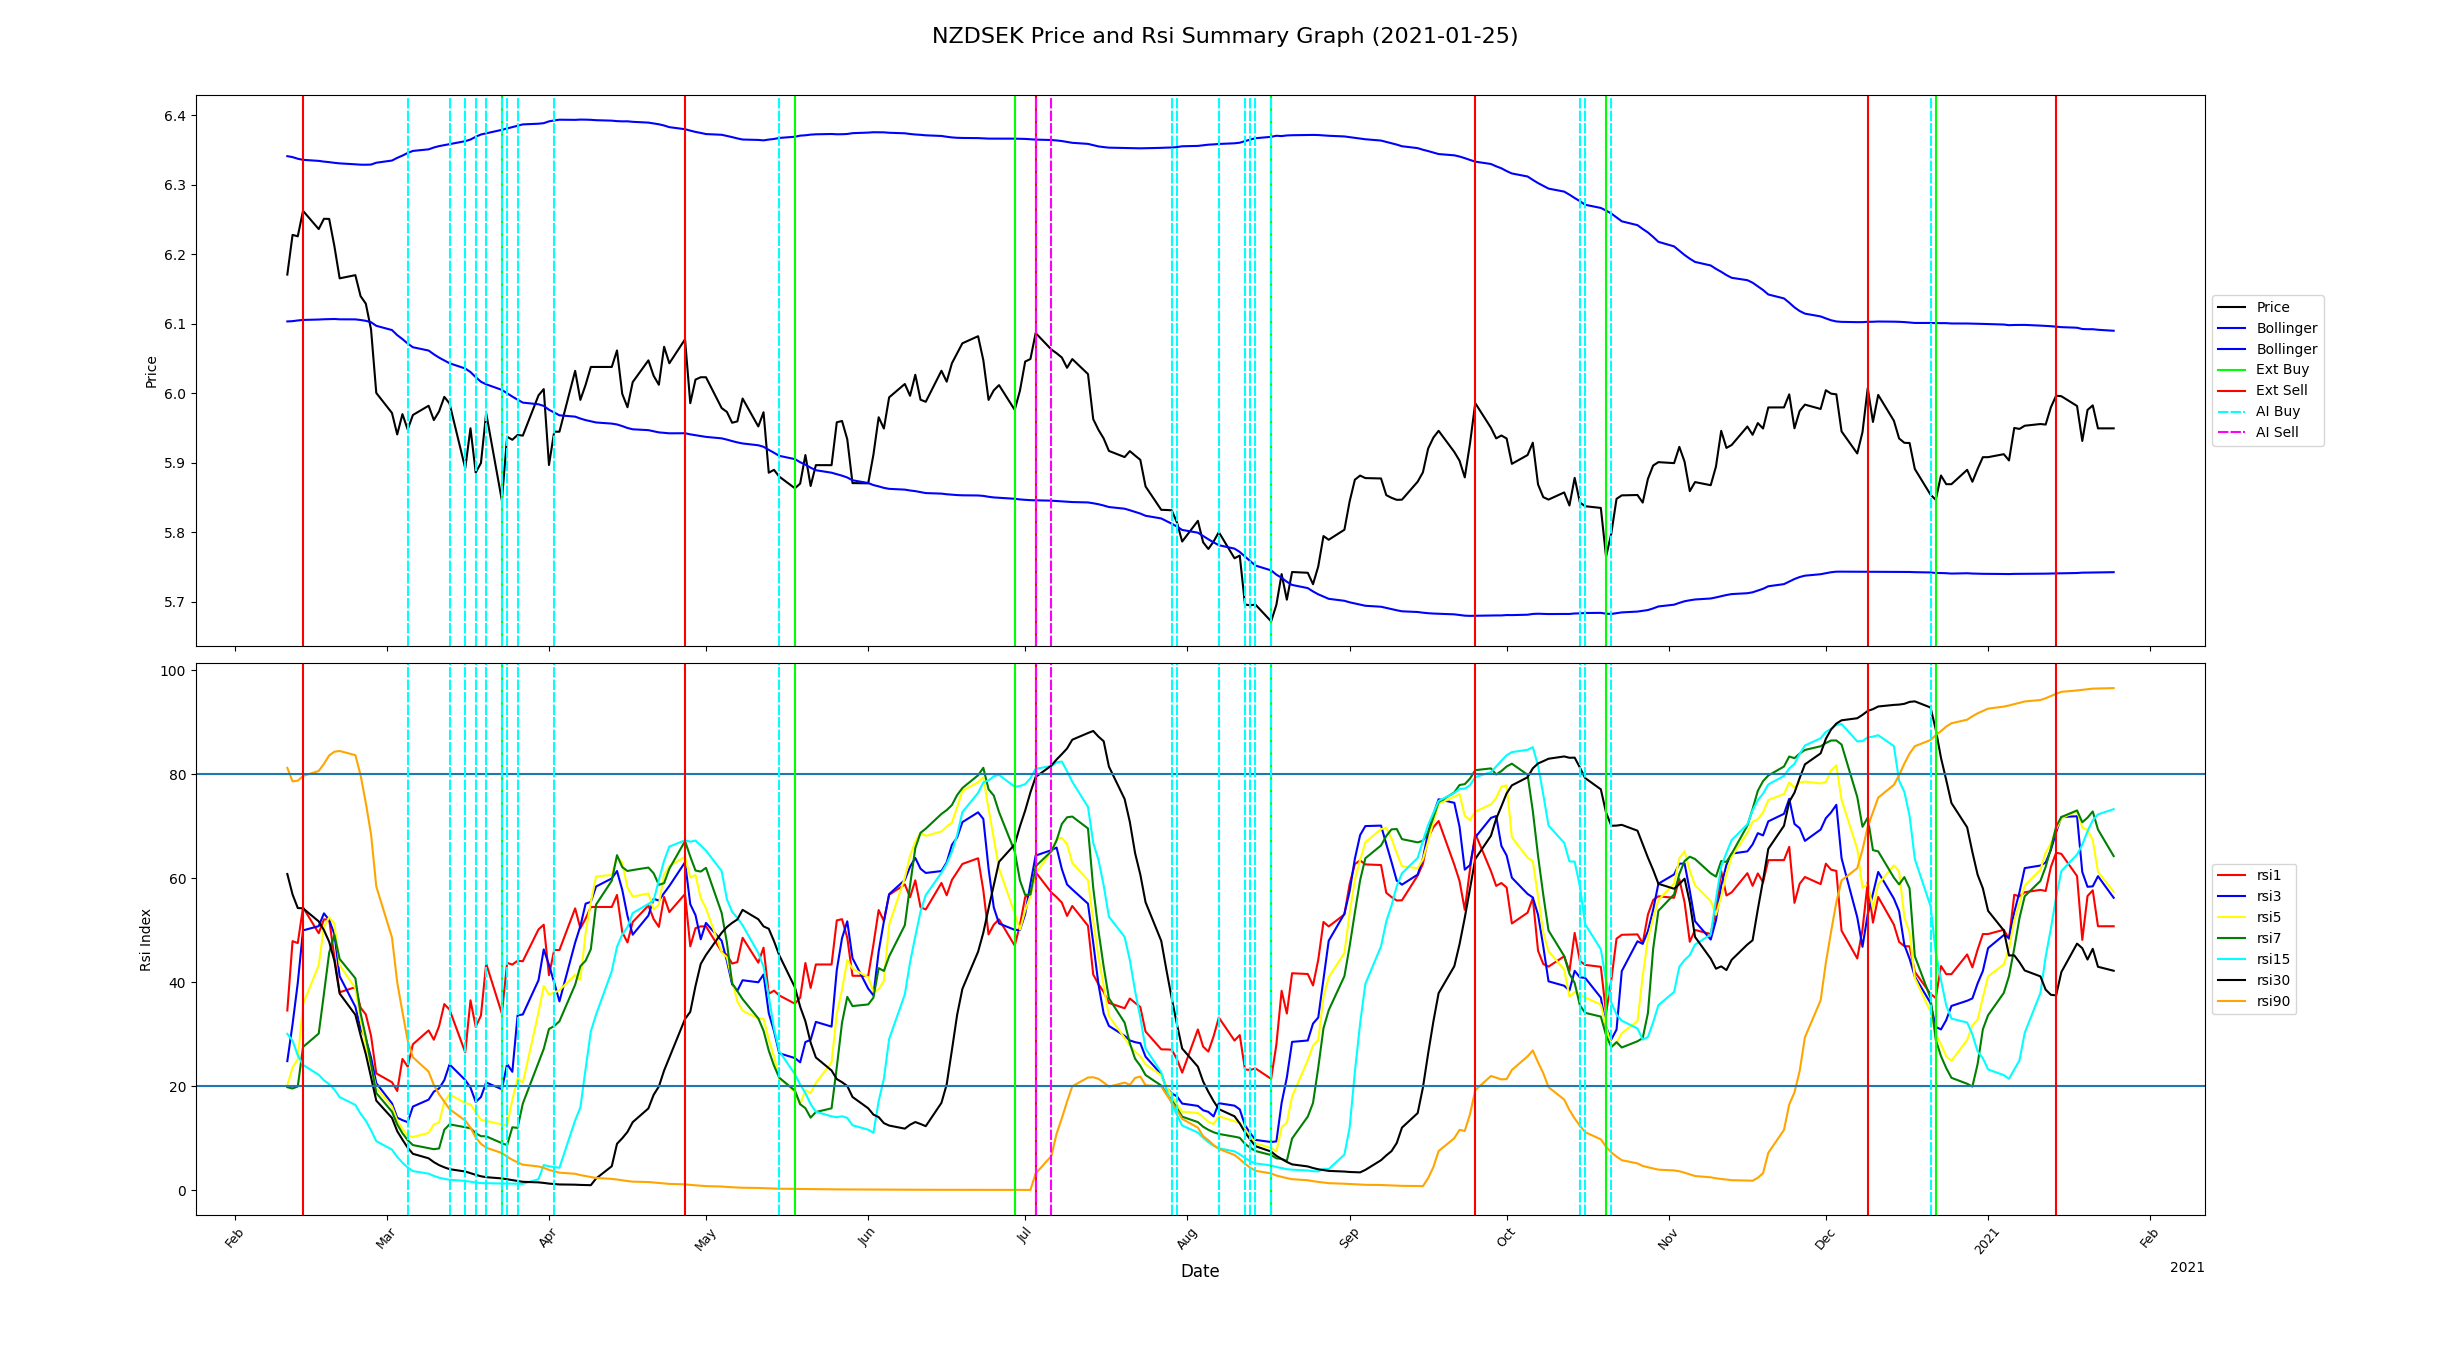 NZDSEK Price and Rsi Summary Graph (2021-01-25)
Price
6.4
6.3
6.2
6.1
6.0
5.9
5.8
5.7
Price
Bollinger
Bollinger
Ext Buy
Ext Sell
AI Buy
AI Sell
Rsi Index
100
80
60
40
20
0
rsi1
rsi3
rsi5
rsi7
rsi15
rsi30
rsi90
Feb
Mar
Apr
May
Jun
Jul
Aug
Sep
Oct
Nov
Dec
2021
Feb
Date
2021